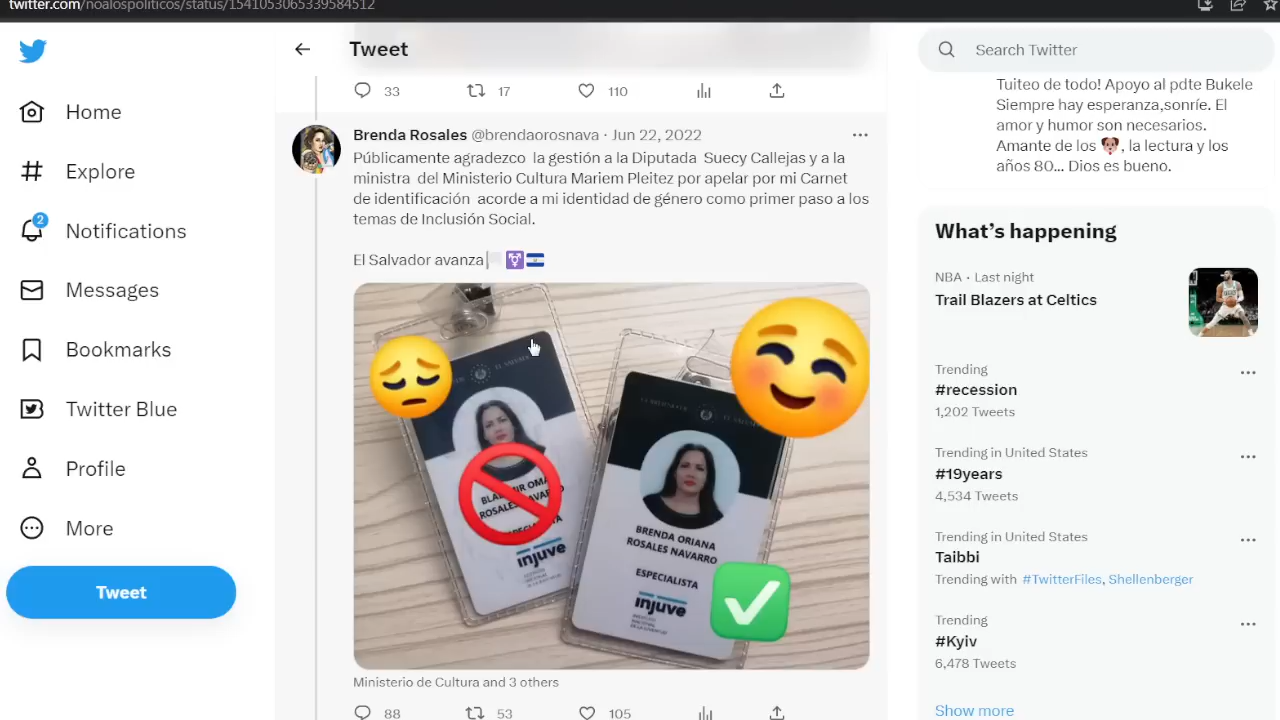 twitter.com/noalospoliticos/status/1541053065339584512
Home
Explore
2
Notifications
Messages
Bookmarks
Twitter Blue
Profile
More
Tweet
Tweet
33 17 110
Brenda Rosales @brendaorosnava · Jun 22, 2022
Públicamente agradezco la gestión a la Diputada Suecy Callejas y a la
ministra del Ministerio Cultura Mariem Pleitez por apelar por mi Carnet
de identificación acorde a mi identidad de género como primer paso a los
temas de Inclusión Social.
El Salvador avanza
ROSALES NAVARRO
injuve
BRENDA ORIANA
ROSALES NAVARRO
ESPECIALISTA
injuve
Ministerio de Cultura and 3 others
88 53 105
Search Twitter
Tuiteo de todo! Apoyo al pdte Bukele
Siempre hay esperanza,sonríe. El
amor y humor son necesarios.
Amante de los 🐶, la lectura y los
años 80... Dios es bueno.
What's happening
NBA · Last night
Trail Blazers at Celtics
Trending
#recession
1,202 Tweets
Trending in United States
#19years
4,534 Tweets
Trending in United States
Taibbi
Trending with #TwitterFiles, Shellenberger
Trending
#Kyiv
6,478 Tweets
Show more